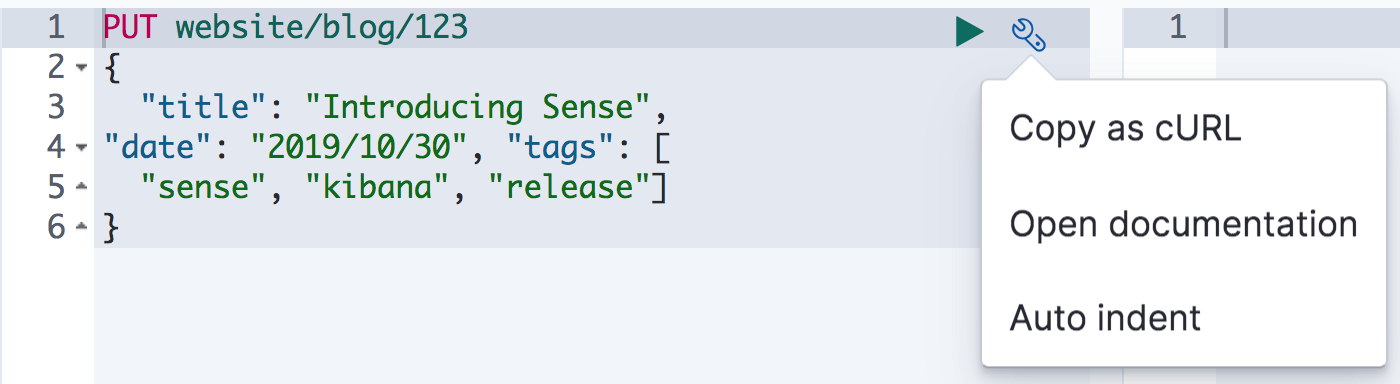 1 PUT website/blog/123
2 {
3   "title": "Introducing Sense",
4 "date": "2019/10/30", "tags": [
5   "sense", "kibana", "release"]
6 }
1
Copy as cURL
Open documentation
Auto indent